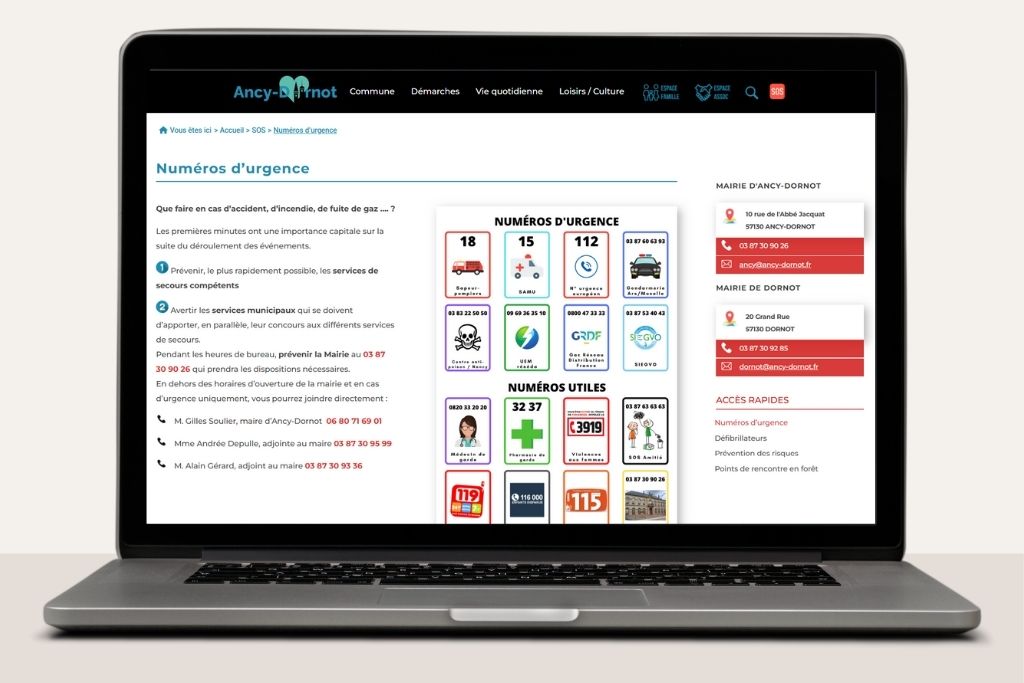 Ancy-Dornot
Commune
Démarches
Vie quotidienne
Loisirs / Culture
ESPACE
FAMILLE
ESPACE
ASSOC
SOS
Vous êtes ici > Accueil > SOS > Numéros d'urgence
Numéros d'urgence
Que faire en cas d'accident, d'incendie, de fuite de gaz .... ?
Les premières minutes ont une importance capitale sur la
suite du déroulement des événements.
1 Prévenir, le plus rapidement possible, les services de
secours compétents
2 Avertir les services municipaux qui se doivent
d'apporter, en parallèle, leur concours aux différents services
de secours.
Pendant les heures de bureau, prévenir la Mairie au 03 87
30 90 26 qui prendra les dispositions nécessaires.
En dehors des horaires d'ouverture de la mairie et en cas
d'urgence uniquement, vous pourrez joindre directement :
M. Gilles Soulier, maire d'Ancy-Dornot 06 80 71 69 01
Mme Andrée Depulle, adjointe au maire 03 87 30 95 99
M. Alain Gérard, adjoint au maire 03 87 30 93 36
NUMÉROS D'URGENCE
18
Sapeur-
pompiers
15
SAMU
112
N° urgence
européen
03 87 60 63 93
Gendarmerie
Ars/Moselle
03 83 22 50 50
Centre anti-
poison / Nancy
09 69 36 35 10
UEM
réséda
0800 47 33 33
GRDF
Gaz Réseau
Distribution
France
03 87 53 40 43
SIEGVO
SIEGVO
NUMÉROS UTILES
0820 33 20 20
Médecin de
garde
32 37
Pharmacie de
garde
3919
Violences
aux femmes
03 87 63 63 63
SOS Amitié
119
116 000
ENFANTS DISPARUS
115
03 87 30 90 26
MAIRIE D'ANCY-DORNOT
10 rue de l'Abbé Jacquat
57130 ANCY-DORNOT
03 87 30 90 26
ancy@ancy-dornot.fr
MAIRIE DE DORNOT
20 Grand Rue
57130 DORNOT
03 87 30 92 85
dornot@ancy-dornot.fr
ACCÈS RAPIDES
Numéros d'urgence
Défibrillateurs
Prévention des risques
Points de rencontre en forêt